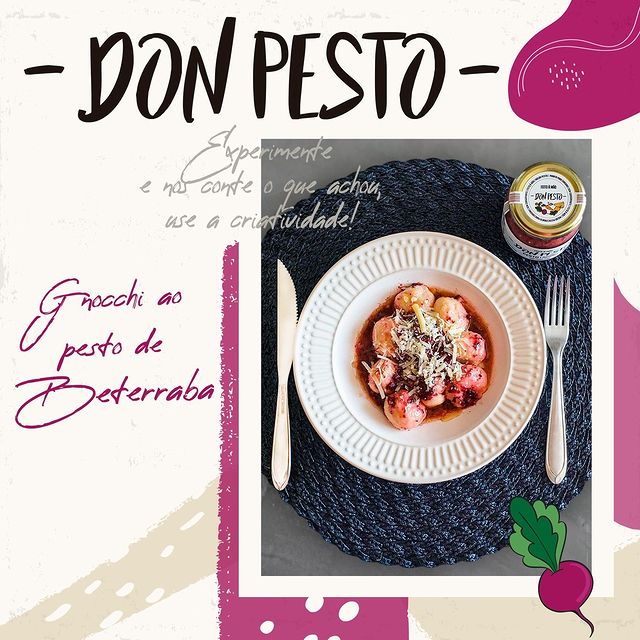 - DON PESTO -
Experimente
e nos conte o que achou,
use a criatividade!
Gnocchi ao
pesto de
Beterraba
DON PESTO